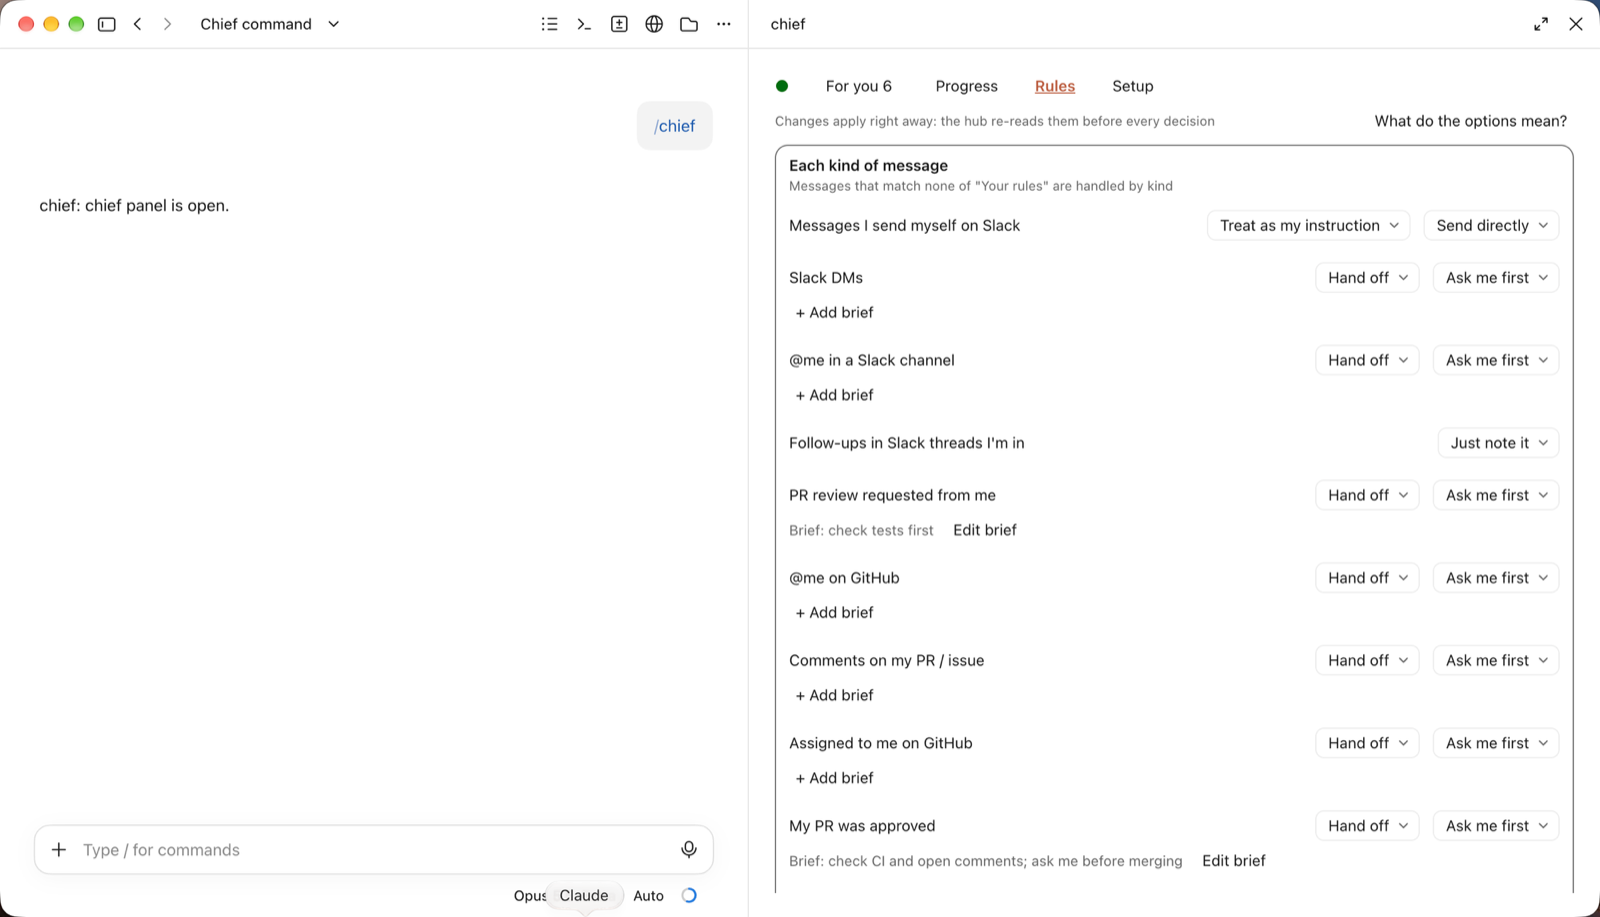 Chief command
/chief
chief: chief panel is open.
Type / for commands
Opus
Claude
Auto
chief
For you 6
Progress
Rules
Setup
Changes apply right away: the hub re-reads them before every decision
What do the options mean?
Each kind of message
Messages that match none of "Your rules" are handled by kind
Messages I send myself on Slack
Treat as my instruction
Send directly
Slack DMs
Hand off
Ask me first
+ Add brief
@me in a Slack channel
Hand off
Ask me first
+ Add brief
Follow-ups in Slack threads I'm in
Just note it
PR review requested from me
Hand off
Ask me first
Brief: check tests first
Edit brief
@me on GitHub
Hand off
Ask me first
+ Add brief
Comments on my PR / issue
Hand off
Ask me first
+ Add brief
Assigned to me on GitHub
Hand off
Ask me first
+ Add brief
My PR was approved
Hand off
Ask me first
Brief: check CI and open comments; ask me before merging
Edit brief